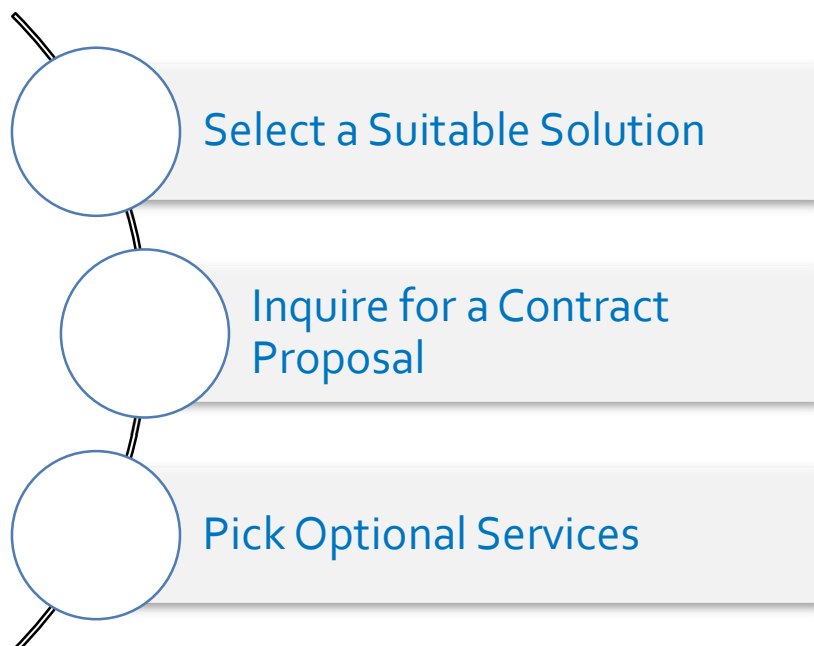 Select a Suitable Solution
Inquire for a Contract
Proposal
Pick Optional Services